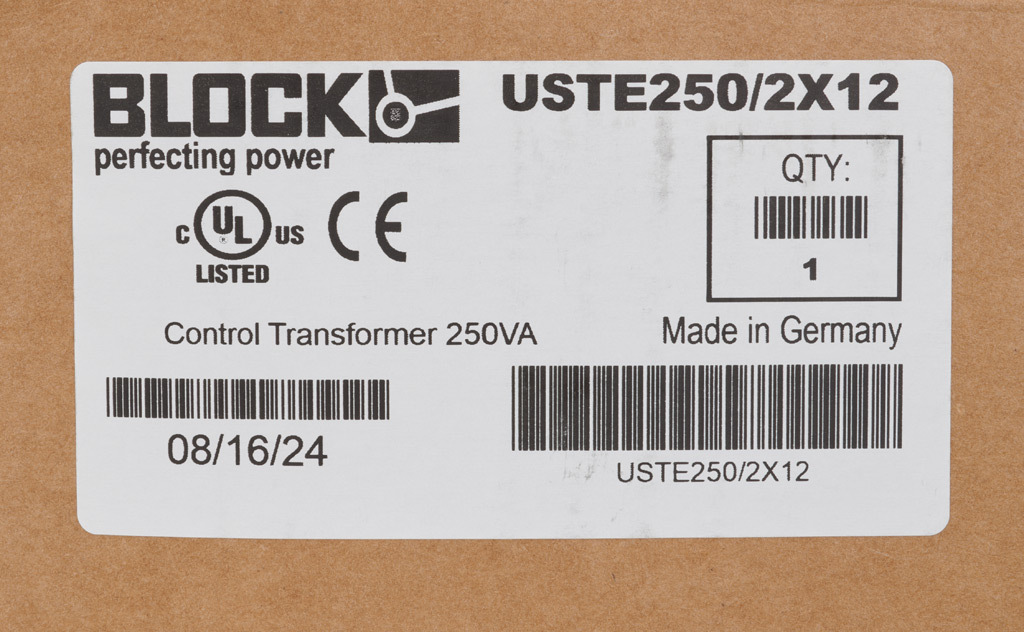 BLOCK
perfecting power
USTE250/2X12
QTY:
1
C UL US
LISTED
CE
Control Transformer 250VA
Made in Germany
08/16/24
USTE250/2X12